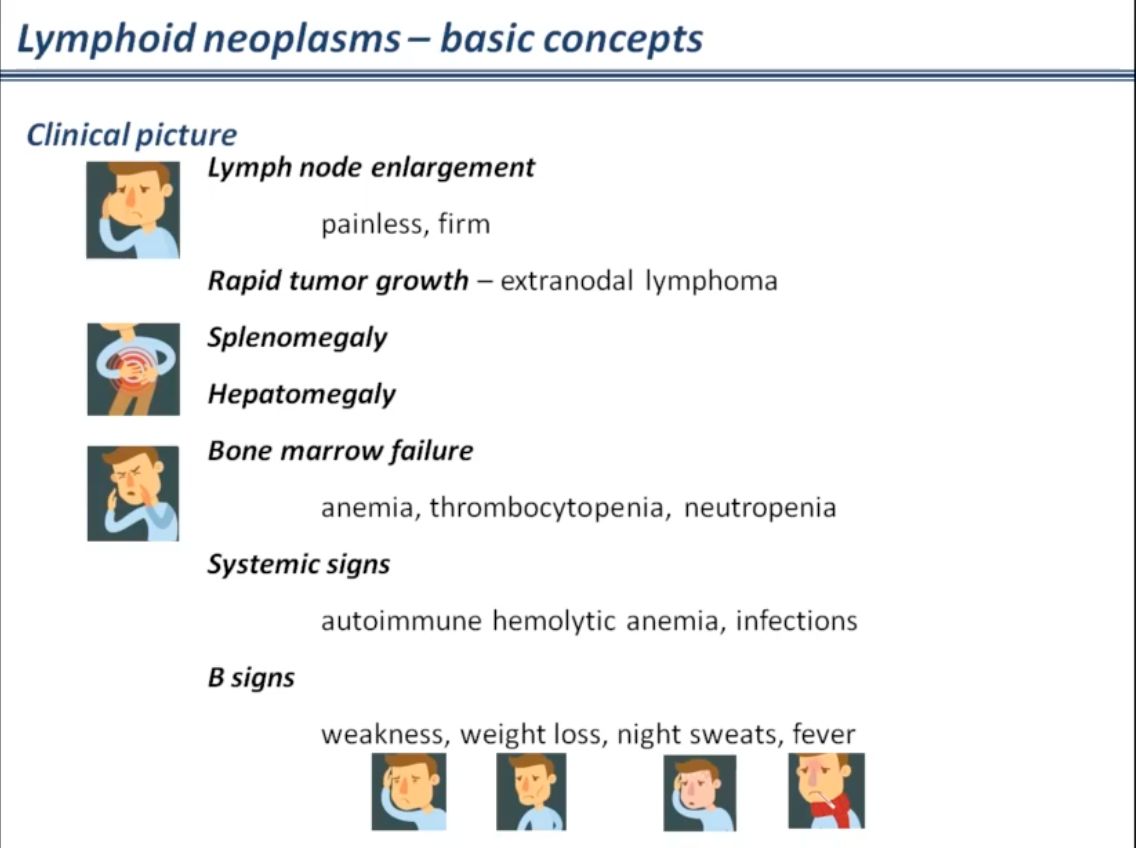 Lymphoid neoplasms – basic concepts
Clinical picture
Lymph node enlargement
painless, firm
Rapid tumor growth – extranodal lymphoma
Splenomegaly
Hepatomegaly
Bone marrow failure
anemia, thrombocytopenia, neutropenia
Systemic signs
autoimmune hemolytic anemia, infections
B signs
weakness, weight loss, night sweats, fever